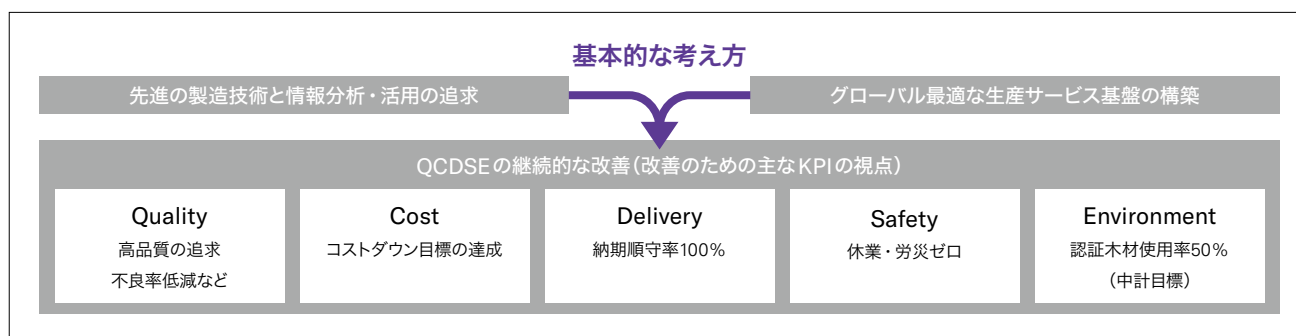 基本的な考え方
先進の製造技術と情報分析・活用の追求
グローバル最適な生産サービス基盤の構築
QCDSEの継続的な改善（改善のための主なKPIの視点）
Quality
高品質の追求
不良率低減など
Cost
コストダウン目標の達成
Delivery
納期順守率100%
Safety
休業・労災ゼロ
Environment
認証木材使用率50%
（中計目標）